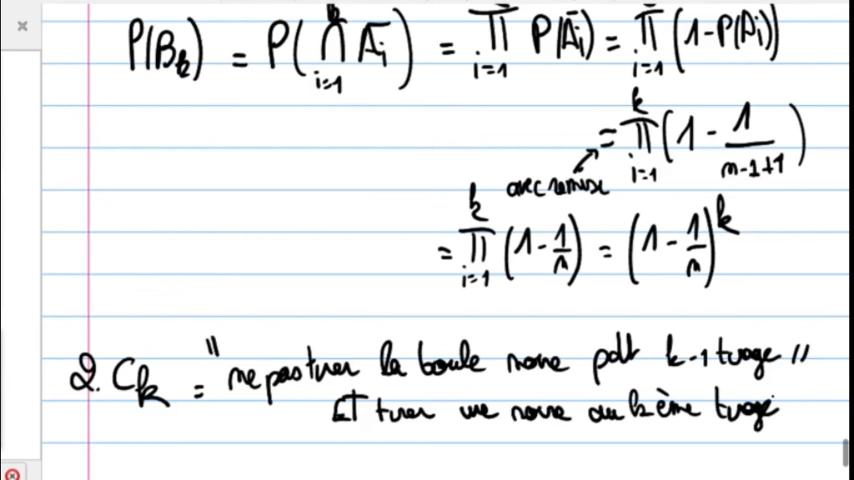 P(B_k) = P(⋂_{i=1}^{k} Ā_i) = ∏_{i=1} P(Ā_i) = ∏_{i=1} (1 - P(A_i))
= ∏_{i=1}^{k} (1 - 1/(n-1+1))
avec remise
= ∏_{i=1}^{k} (1 - 1/n) = (1 - 1/n)^k
2. C_k = "ne pas tirer la boule noire pdt k-1 tirage"
ET tirer une noire au kème tirage